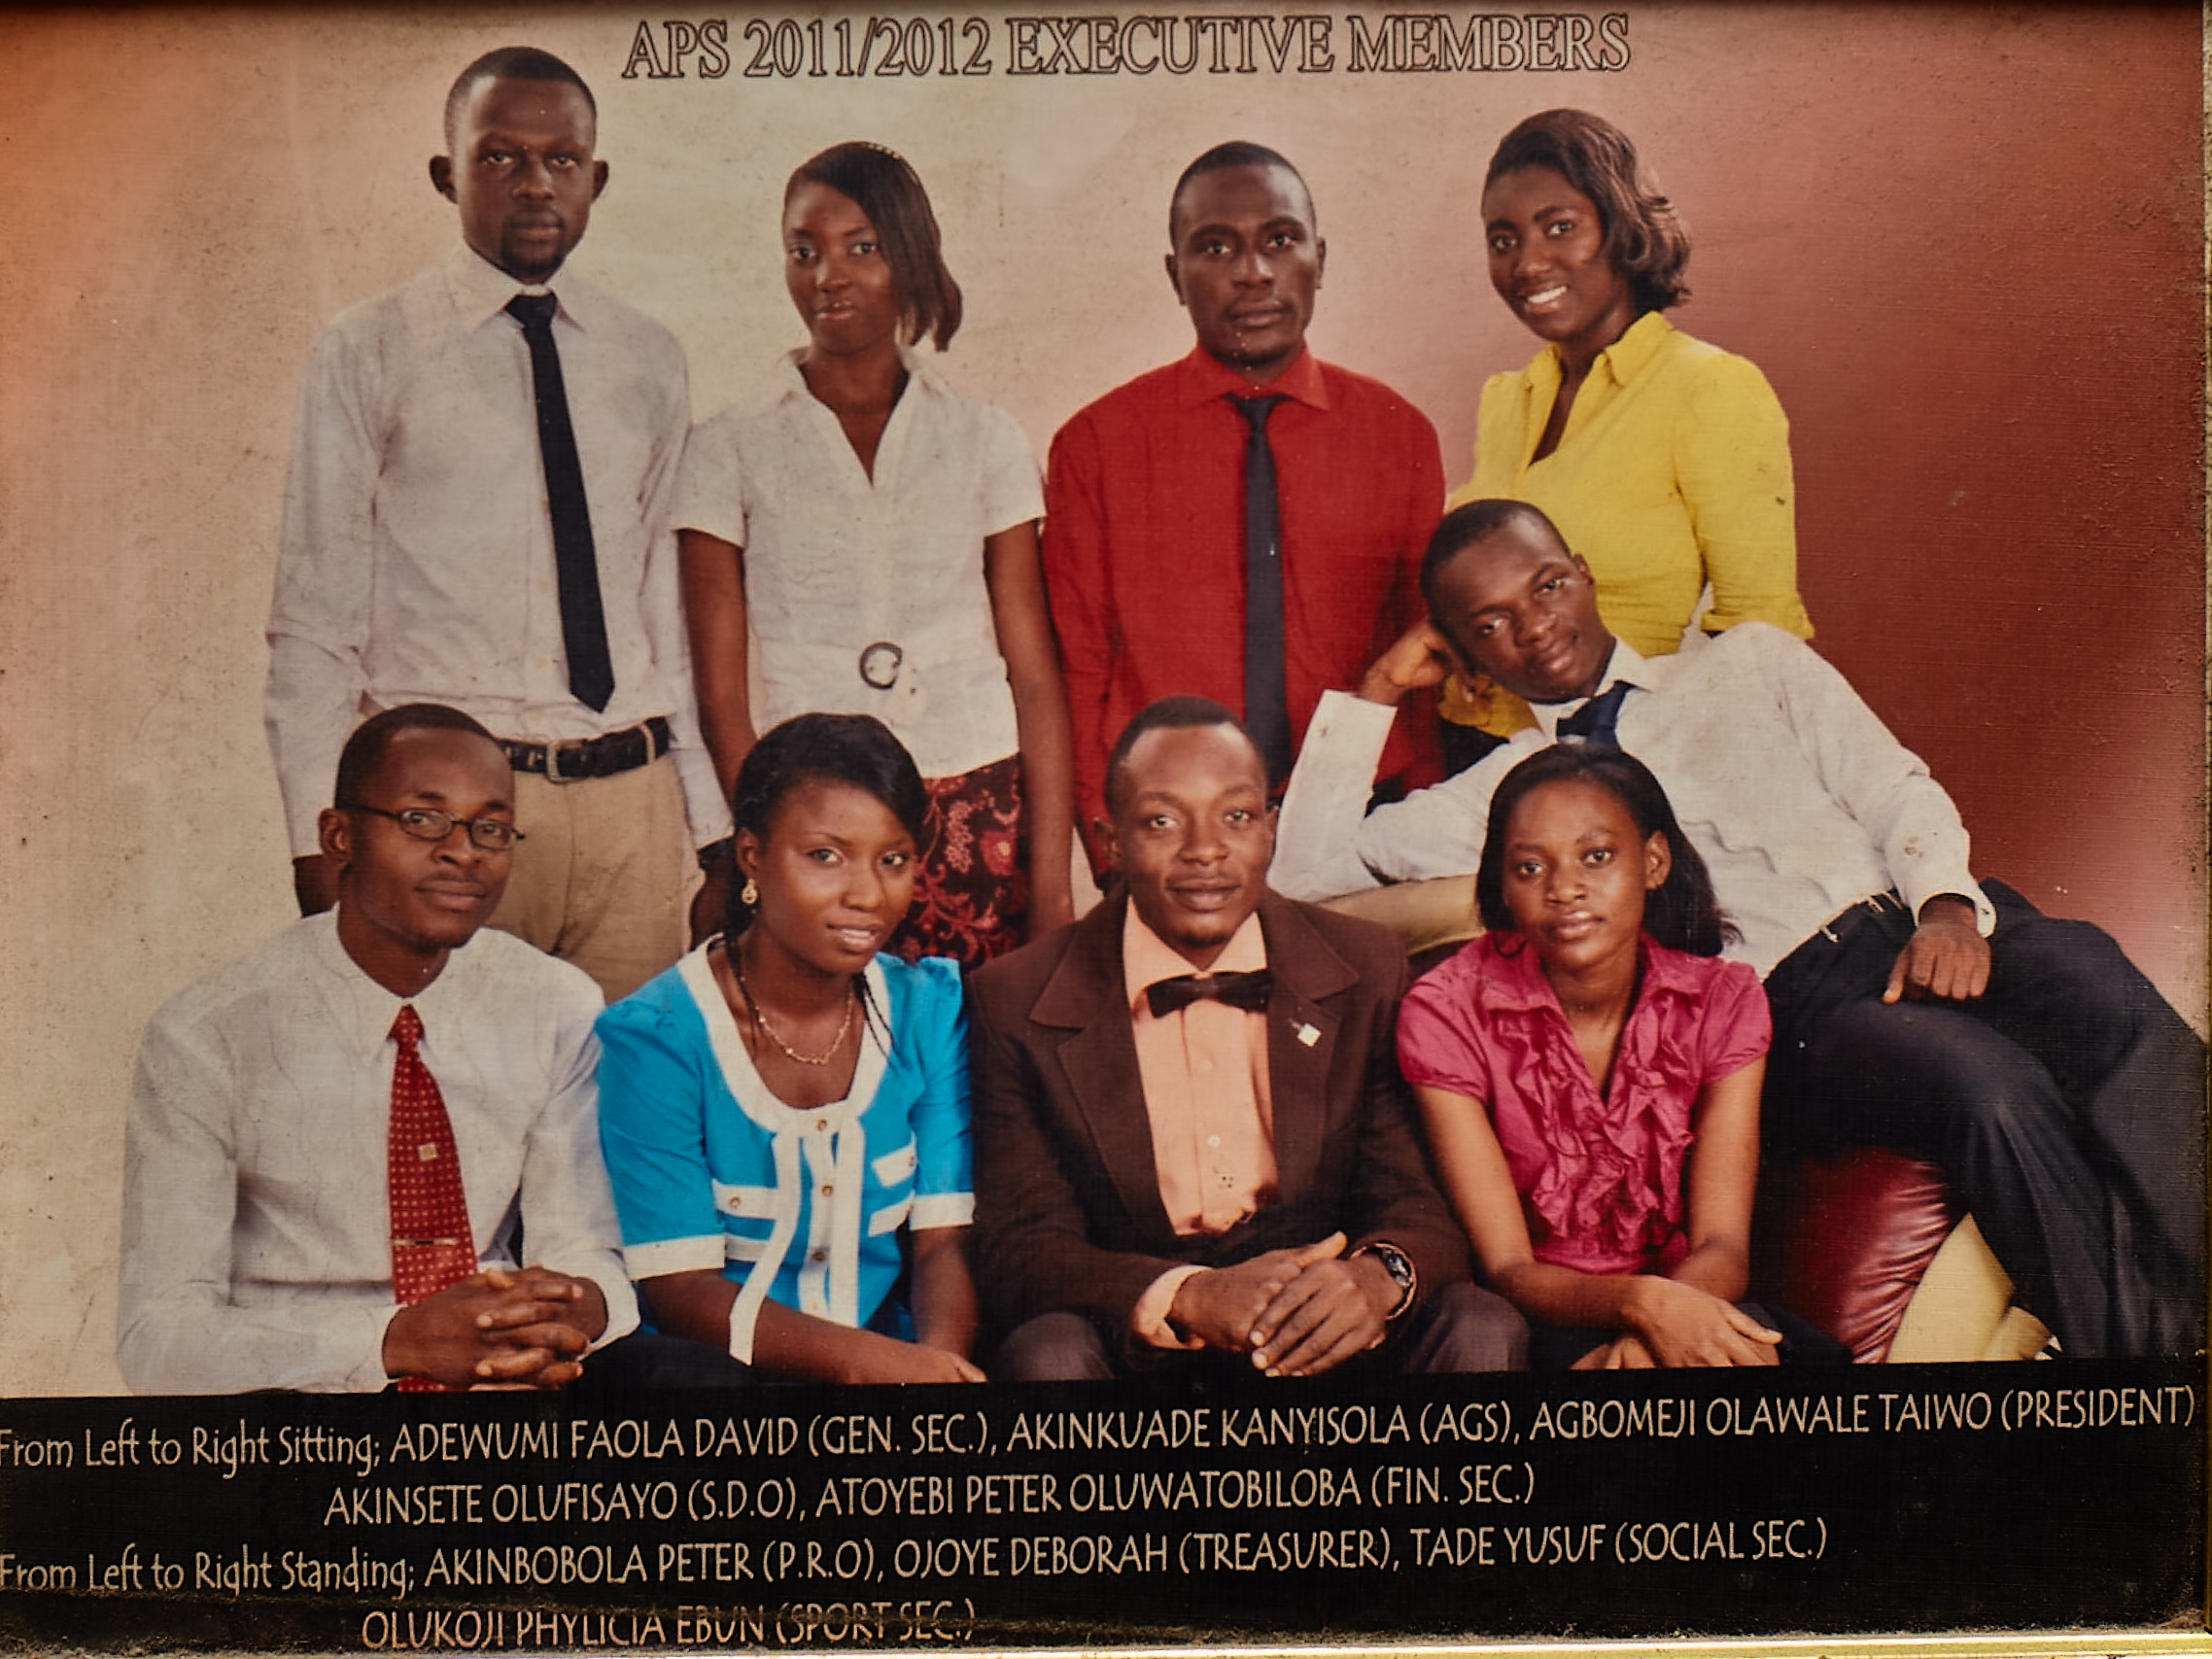 APS 2011/2012 EXECUTIVE MEMBERS
From Left to Right Sitting; ADEWUMI FAOLA DAVID (GEN. SEC.), AKINKUADE KANYISOLA (AGS), AGBOMEJI OLAWALE TAIWO (PRESIDENT)
AKINSETE OLUFISAYO (S.D.O), ATOYEBI PETER OLUWATOBILOBA (FIN. SEC.)
From Left to Right Standing; AKINBOBOLA PETER (P.R.O), OJOYE DEBORAH (TREASURER), TADE YUSUF (SOCIAL SEC.)
OLUKOJI PHYLICIA EBUN (SPORT SEC.)